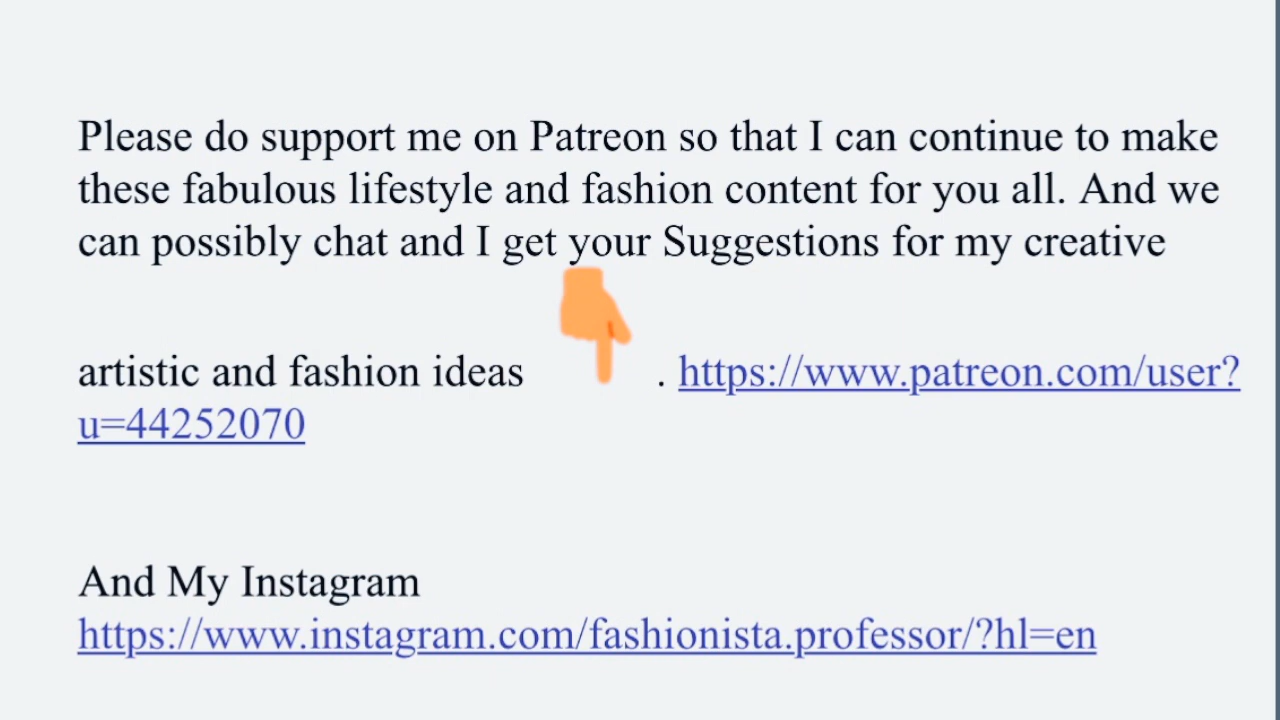 Please do support me on Patreon so that I can continue to make
these fabulous lifestyle and fashion content for you all. And we
can possibly chat and I get your Suggestions for my creative
artistic and fashion ideas . https://www.patreon.com/user?
u=44252070
And My Instagram
https://www.instagram.com/fashionista.professor/?hl=en